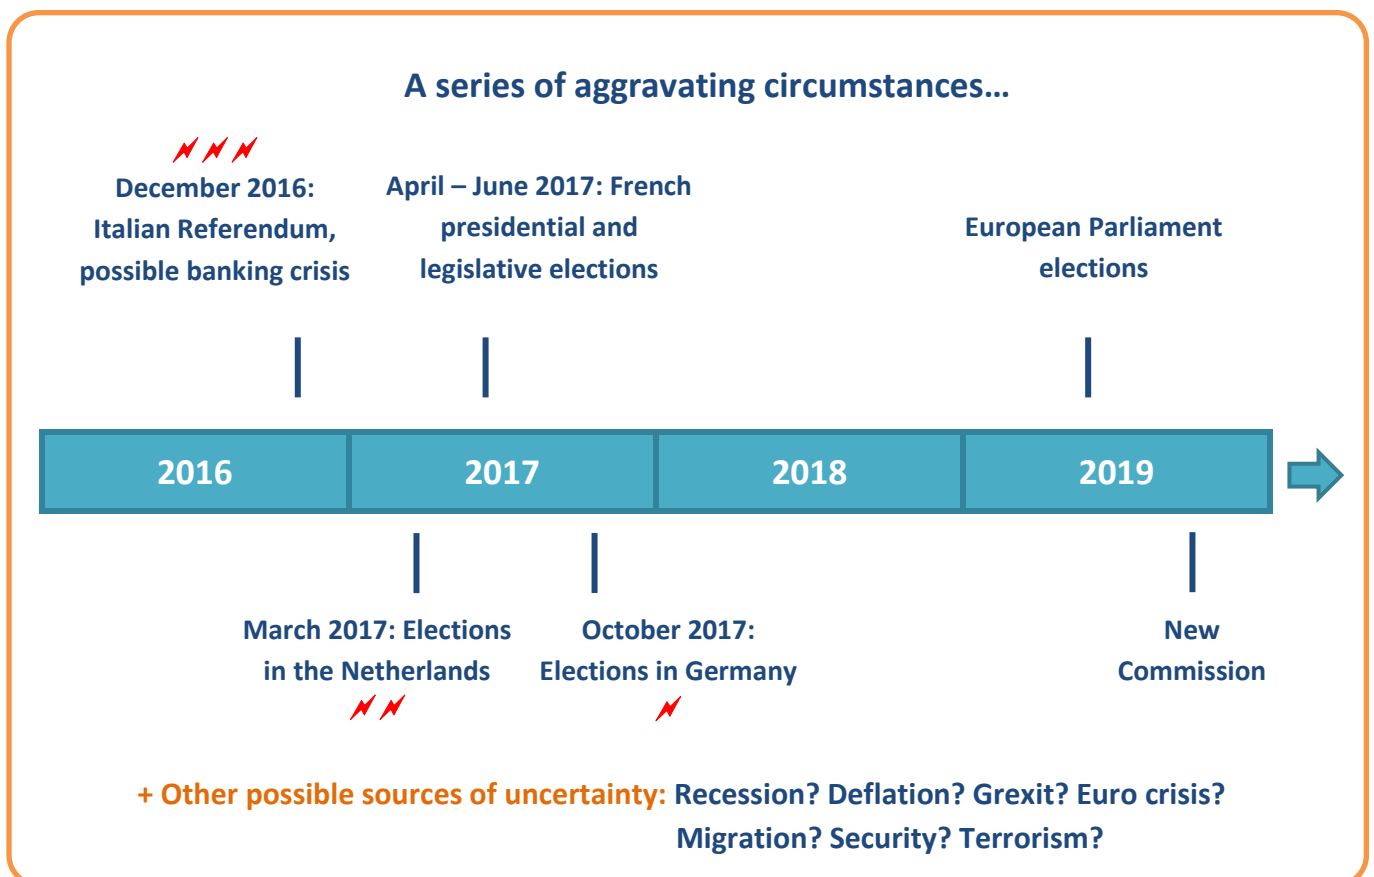 A series of aggravating circumstances…
December 2016:
Italian Referendum,
possible banking crisis
April – June 2017: French
presidential and
legislative elections
European Parliament
elections
2016
2017
2018
2019
March 2017: Elections
in the Netherlands
October 2017:
Elections in Germany
New
Commission
+ Other possible sources of uncertainty: Recession? Deflation? Grexit? Euro crisis?
Migration? Security? Terrorism?